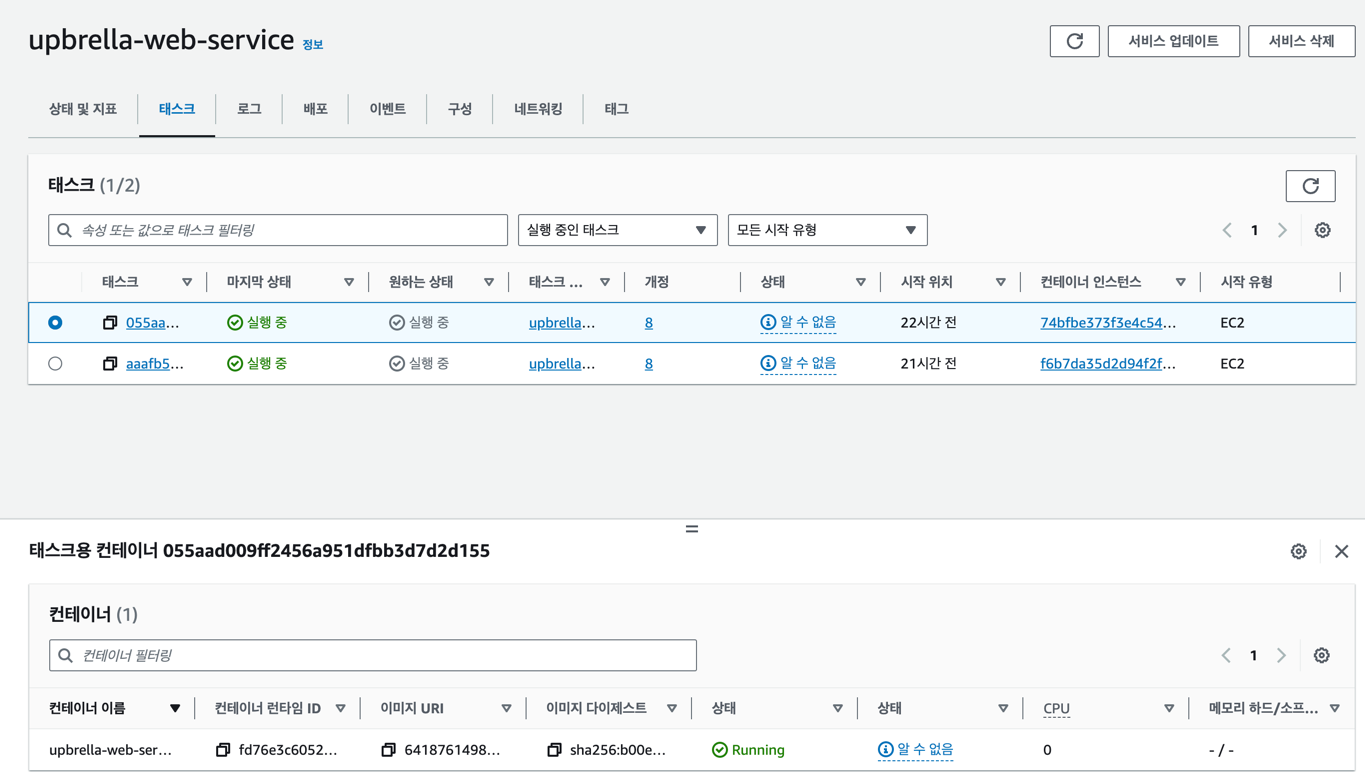 upbrella-web-service 정보
서비스 업데이트 서비스 삭제
상태 및 지표 태스크 로그 배포 이벤트 구성 네트워킹 태그
태스크 (1/2)
속성 또는 값으로 태스크 필터링 실행 중인 태스크 모든 시작 유형 1
태스크 마지막 상태 원하는 상태 태스크 ... 개정 상태 시작 위치 컨테이너 인스턴스 시작 유형
055aa... 실행 중 실행 중 upbrella... 8 알 수 없음 22시간 전 74bfbe373f3e4c54... EC2
aaafb5... 실행 중 실행 중 upbrella... 8 알 수 없음 21시간 전 f6b7da35d2d94f2f... EC2
태스크용 컨테이너 055aad009ff2456a951dfbb3d7d2d155
컨테이너 (1)
컨테이너 필터링 1
컨테이너 이름 컨테이너 런타임 ID 이미지 URI 이미지 다이제스트 상태 상태 CPU 메모리 하드/소프...
upbrella-web-ser... fd76e3c6052... 6418761498... sha256:b00e... Running 알 수 없음 0 - / -